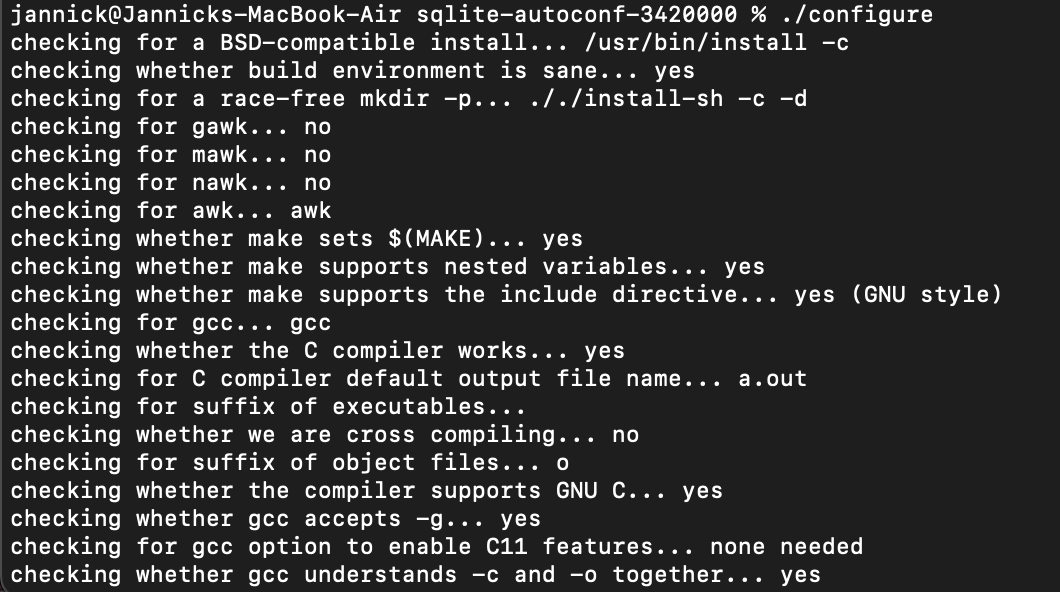 jannick@Jannicks-MacBook-Air sqlite-autoconf-3420000 % ./configure
checking for a BSD-compatible install... /usr/bin/install -c
checking whether build environment is sane... yes
checking for a race-free mkdir -p... ././install-sh -c -d
checking for gawk... no
checking for mawk... no
checking for nawk... no
checking for awk... awk
checking whether make sets $(MAKE)... yes
checking whether make supports nested variables... yes
checking whether make supports the include directive... yes (GNU style)
checking for gcc... gcc
checking whether the C compiler works... yes
checking for C compiler default output file name... a.out
checking for suffix of executables...
checking whether we are cross compiling... no
checking for suffix of object files... o
checking whether the compiler supports GNU C... yes
checking whether gcc accepts -g... yes
checking for gcc option to enable C11 features... none needed
checking whether gcc understands -c and -o together... yes